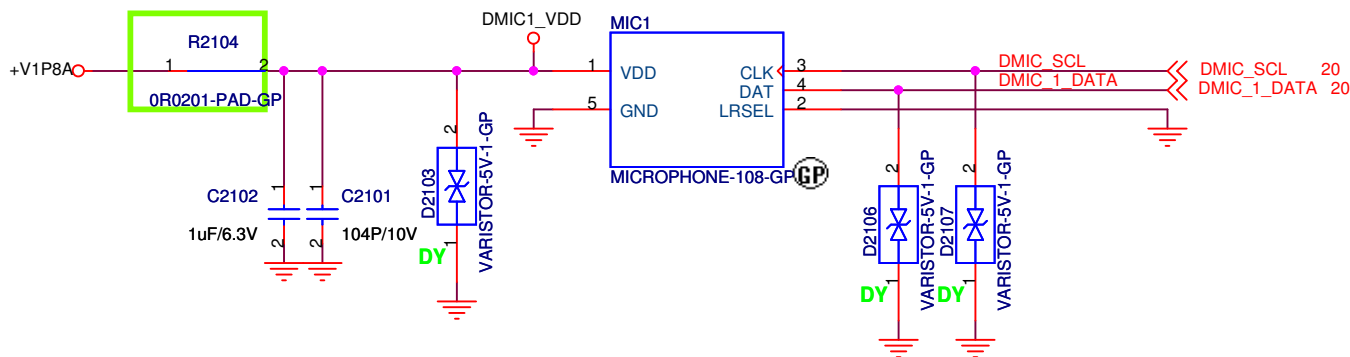 DMIC1_VDD
MIC1
R2104
+V1P8A
1
2
1
VDD
CLK
3
DMIC_SCL
DMIC_SCL 20
DAT
4
DMIC_1_DATA
DMIC_1_DATA 20
0R0201-PAD-GP
5
GND
LRSEL
2
MICROPHONE-108-GP
GP
C2102
1
2
1uF/6.3V
C2101
1
2
104P/10V
2
D2103
1
VARISTOR-5V-1-GP
DY
2
D2106
1
VARISTOR-5V-1-GP
DY
2
D2107
1
VARISTOR-5V-1-GP
DY